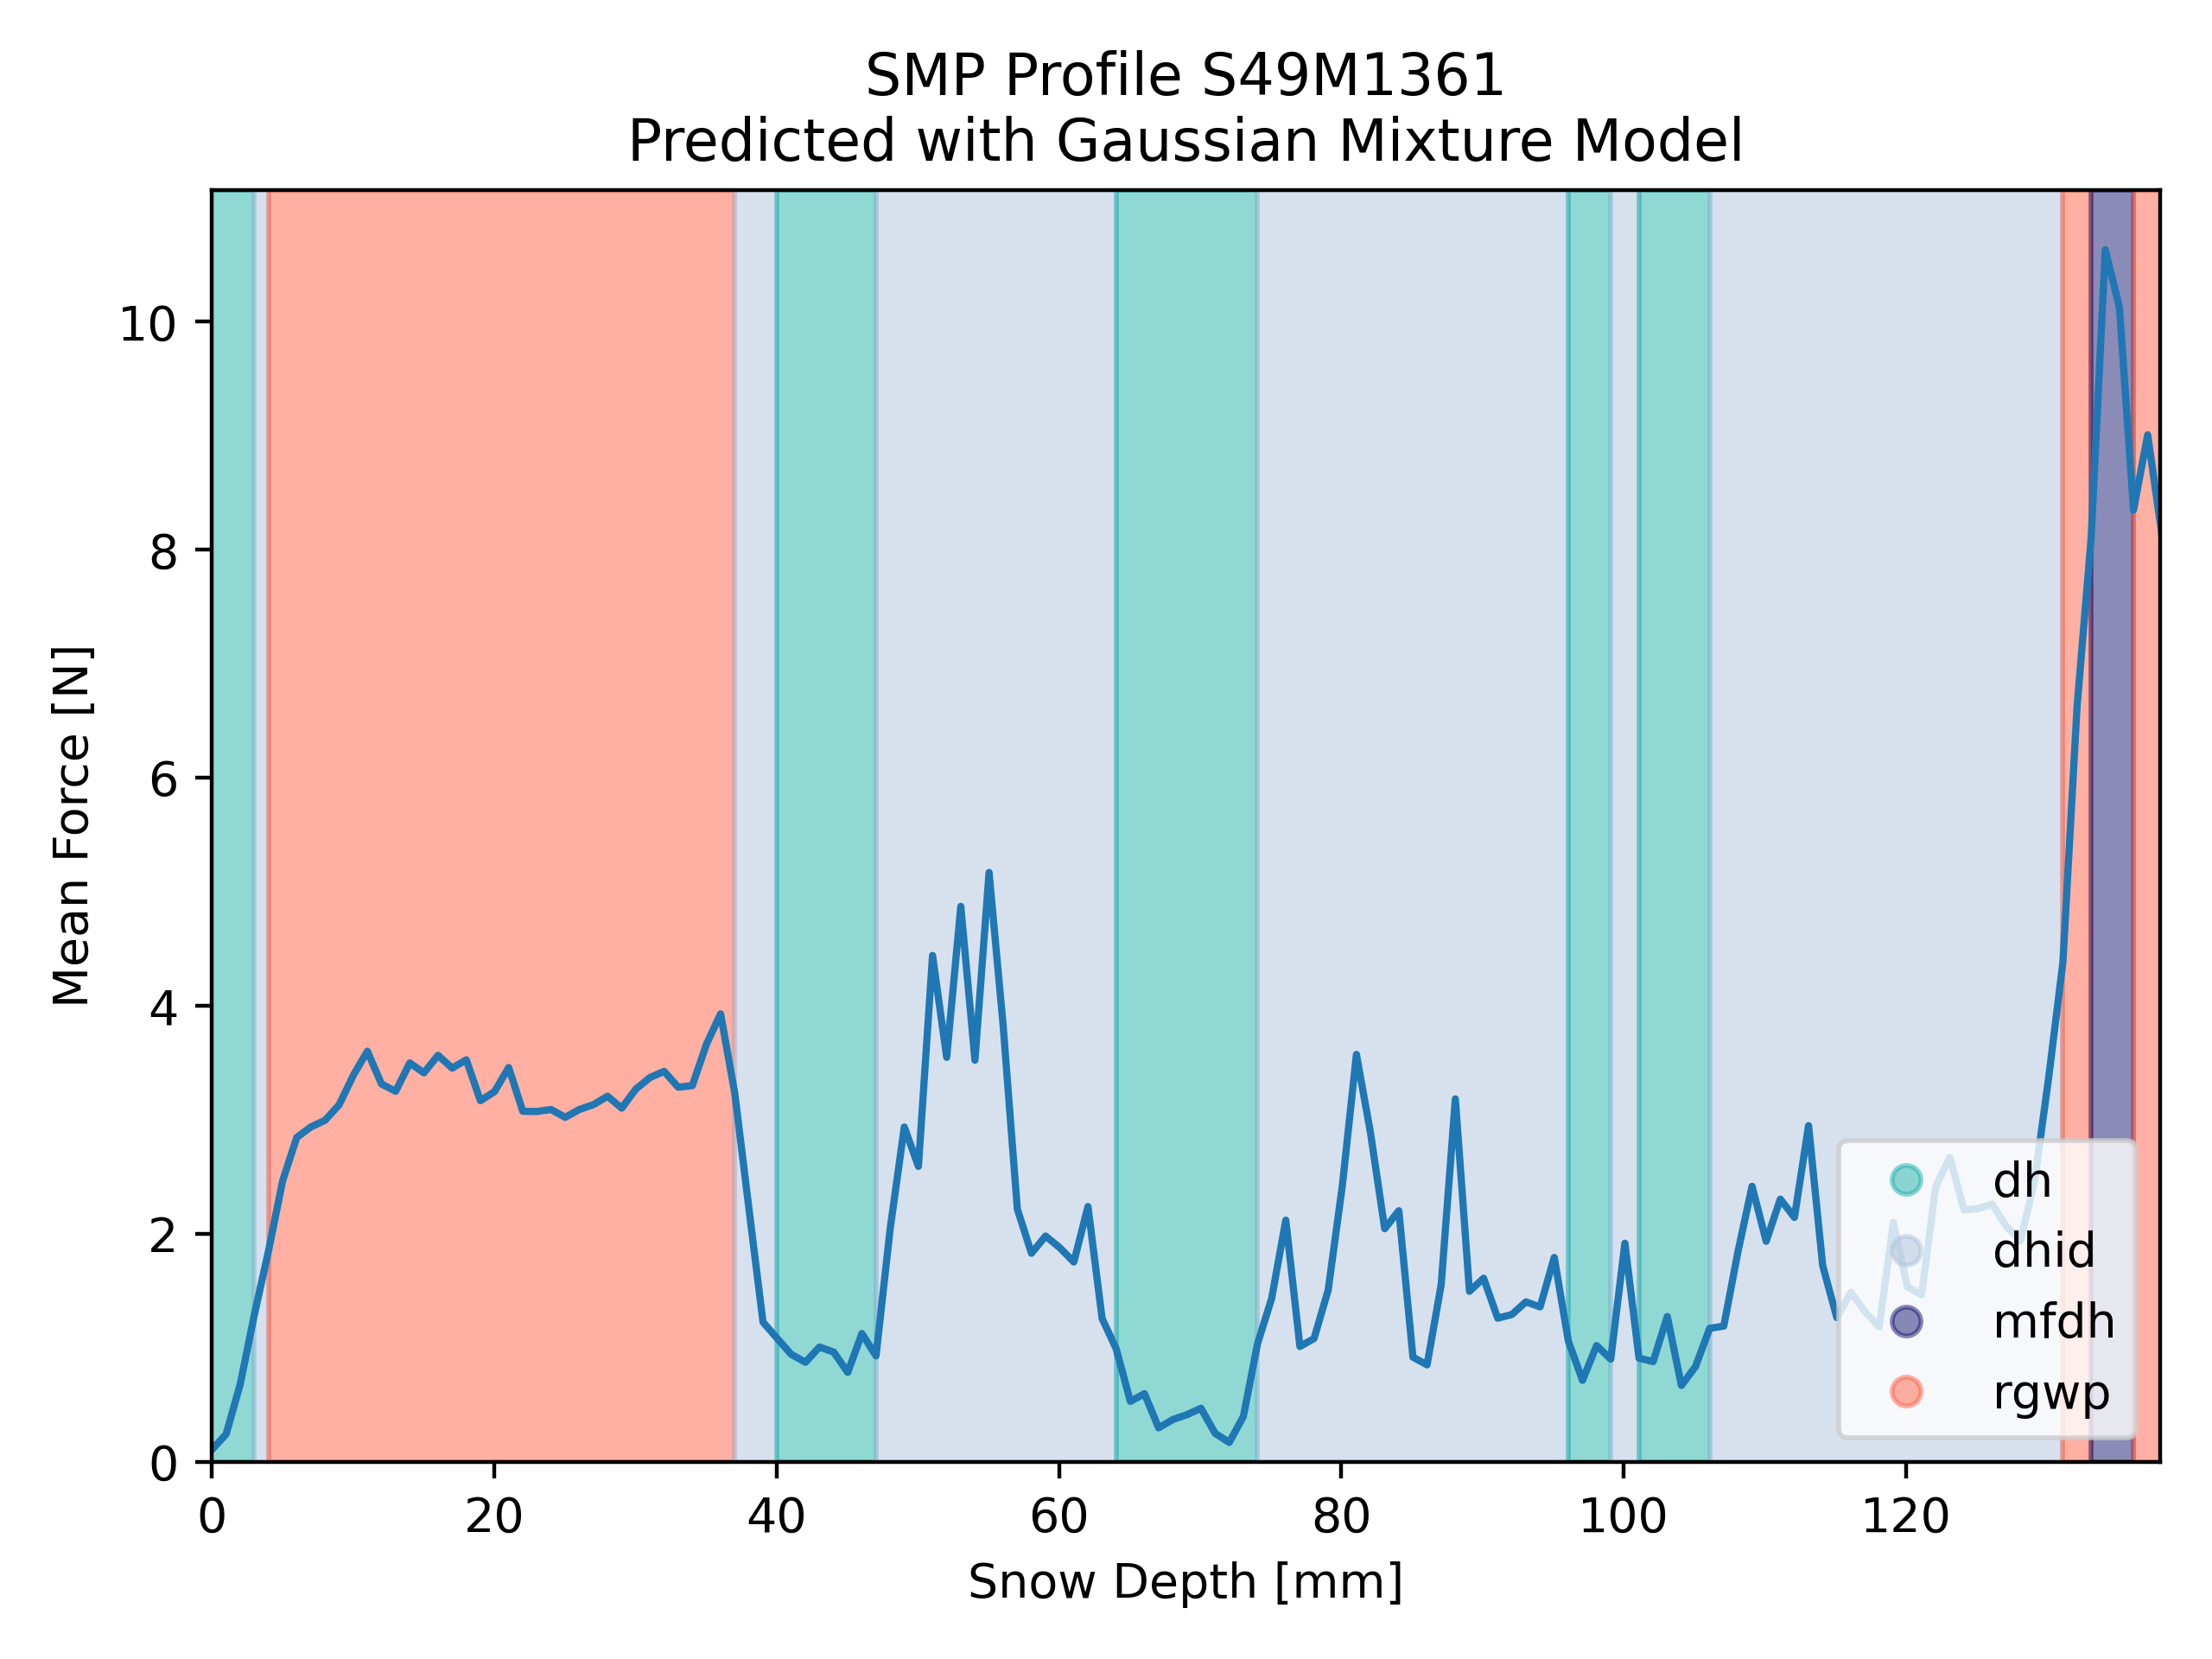 SMP Profile S49M1361
Predicted with Gaussian Mixture Model
10
8
6
4
2
0
Mean Force [N]
dh
dhid
mfdh
rgwp
0 20 40 60 80 100 120
Snow Depth [mm]